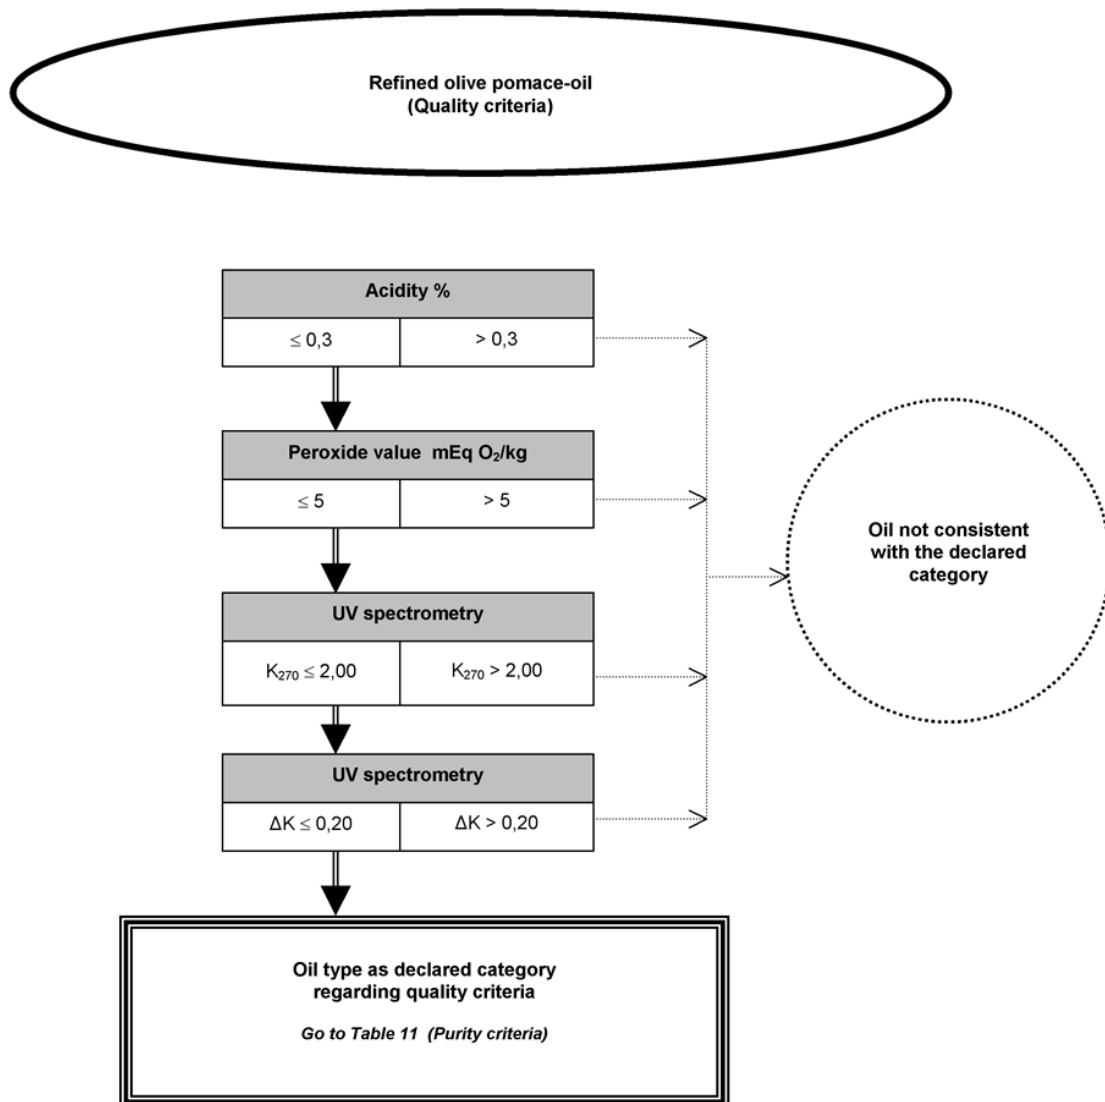 Refined olive pomace-oil
(Quality criteria)
Acidity %
≤ 0,3
> 0,3
Peroxide value mEq O₂/kg
≤ 5
> 5
UV spectrometry
K₂₇₀ ≤ 2,00
K₂₇₀ > 2,00
UV spectrometry
ΔK ≤ 0,20
ΔK > 0,20
Oil not consistent
with the declared
category
Oil type as declared category
regarding quality criteria
Go to Table 11 (Purity criteria)